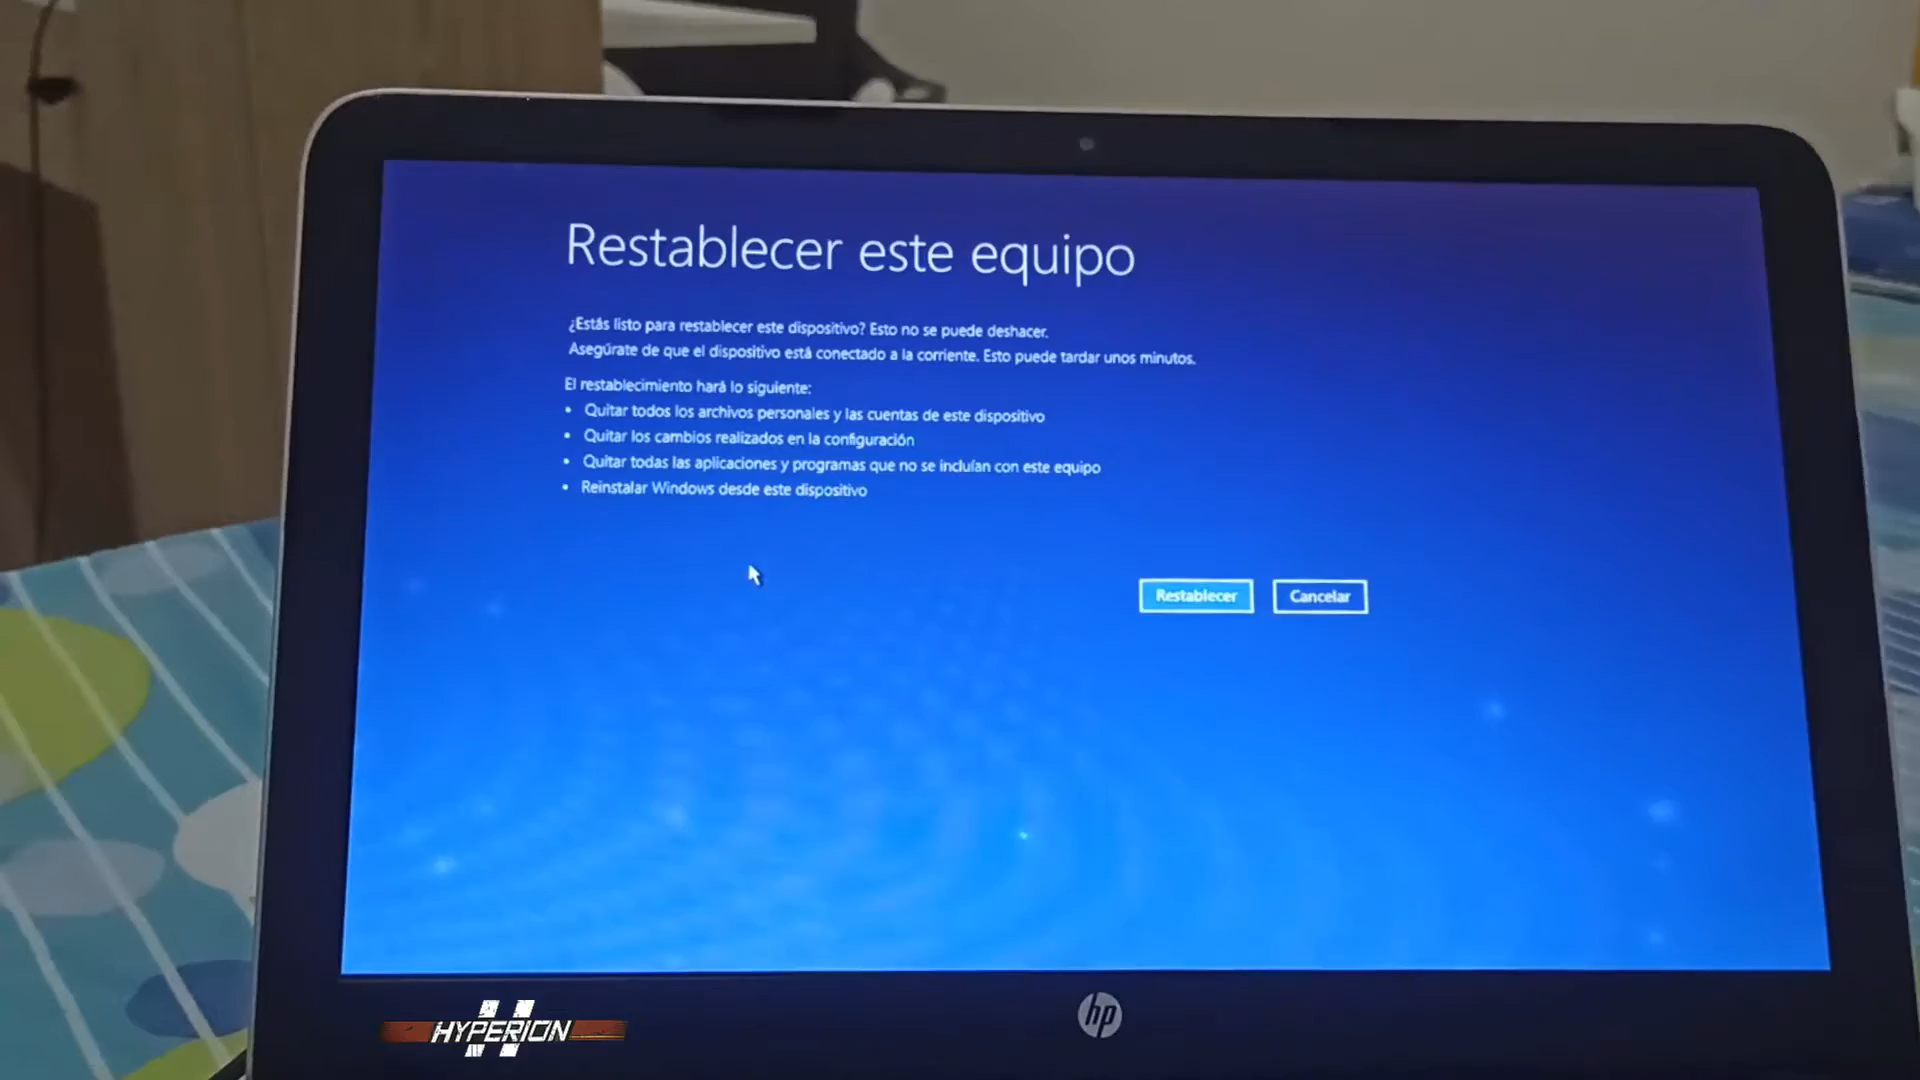 Restablecer este equipo
¿Estás listo para restablecer este dispositivo? Esto no se puede deshacer.
Asegúrate de que el dispositivo está conectado a la corriente. Esto puede tardar unos minutos.
El restablecimiento hará lo siguiente:
• Quitar todos los archivos personales y las cuentas de este dispositivo
• Quitar los cambios realizados en la configuración
• Quitar todas las aplicaciones y programas que no se incluían con este equipo
• Reinstalar Windows desde este dispositivo
Restablecer
Cancelar
HYPERION
hp